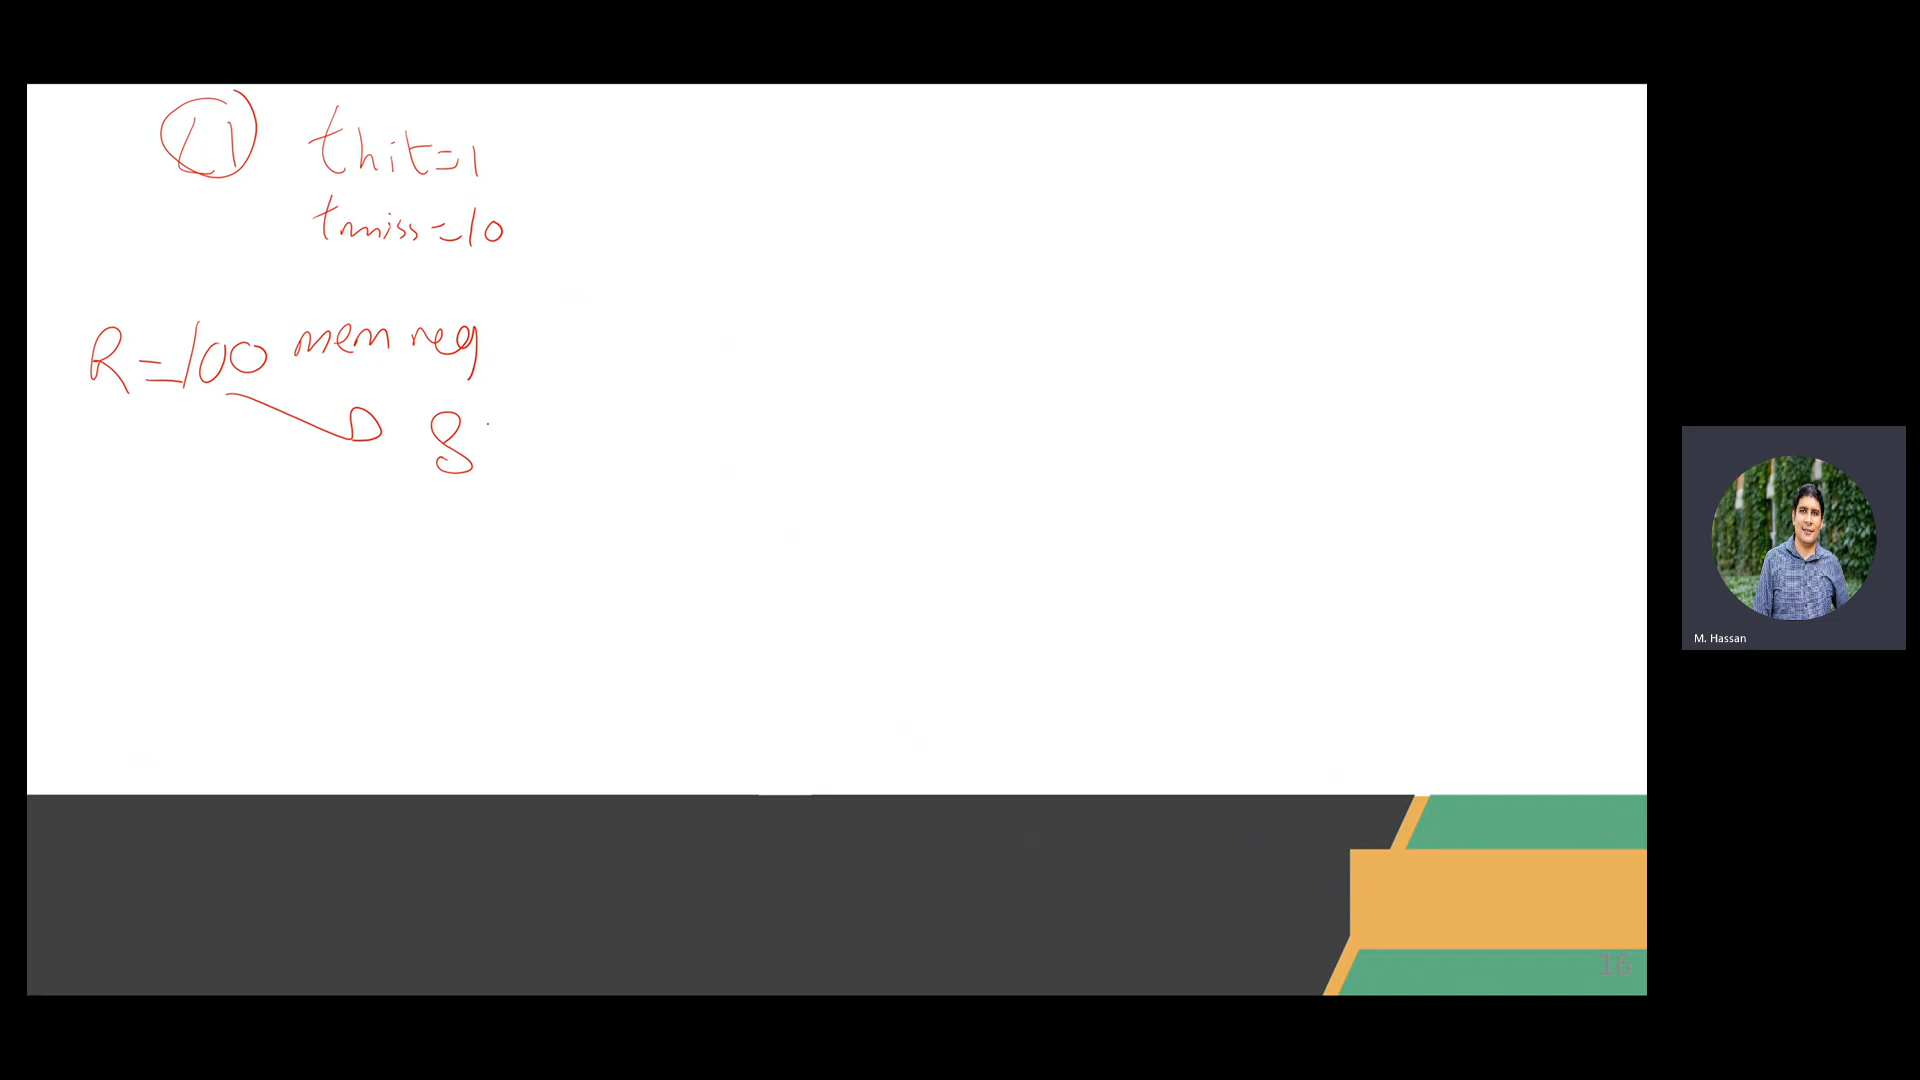 L1 thit=1
tmiss=10
R=100 mem req
8
M. Hassan
16